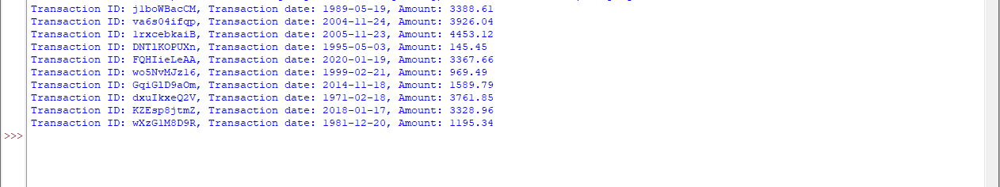 Transaction ID: jlboWBacCM, Transaction date: 1989-05-19, Amount: 3388.61
Transaction ID: va6s04ifqp, Transaction date: 2004-11-24, Amount: 3926.04
Transaction ID: 1rxcebkaiB, Transaction date: 2005-11-23, Amount: 4453.12
Transaction ID: DNTlKOPUXn, Transaction date: 1995-05-03, Amount: 145.45
Transaction ID: FQHIieLeAA, Transaction date: 2020-01-19, Amount: 3367.66
Transaction ID: wo5NvMJz16, Transaction date: 1999-02-21, Amount: 969.49
Transaction ID: GqiGlD9aOm, Transaction date: 2014-11-18, Amount: 1589.79
Transaction ID: dxuIkxeQ2V, Transaction date: 1971-02-18, Amount: 3761.85
Transaction ID: KZEsp8jtmZ, Transaction date: 2018-01-17, Amount: 3328.96
Transaction ID: wXzGlM8D9R, Transaction date: 1981-12-20, Amount: 1195.34
>>>